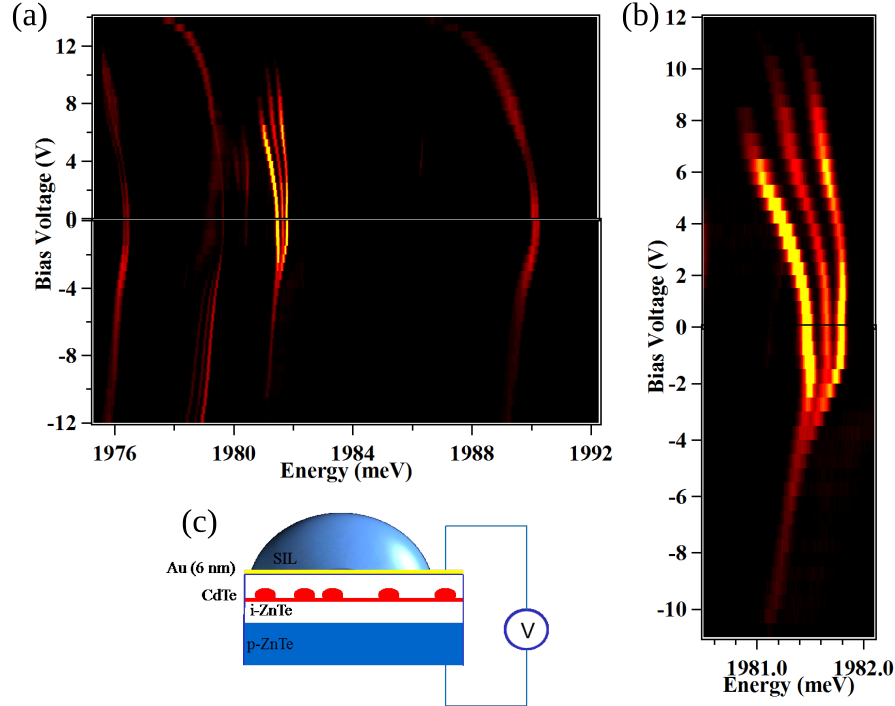 (a)
12
8
4
0
-4
-8
-12
Bias Voltage (V)
1976
1980
1984
1988
1992
Energy (meV)
(b)
12
10
8
6
4
2
0
-2
-4
-6
-8
-10
Bias Voltage (V)
1981.0
1982.0
Energy (meV)
(c)
SIL
Au (6 nm)
CdTe
i-ZnTe
p-ZnTe
V